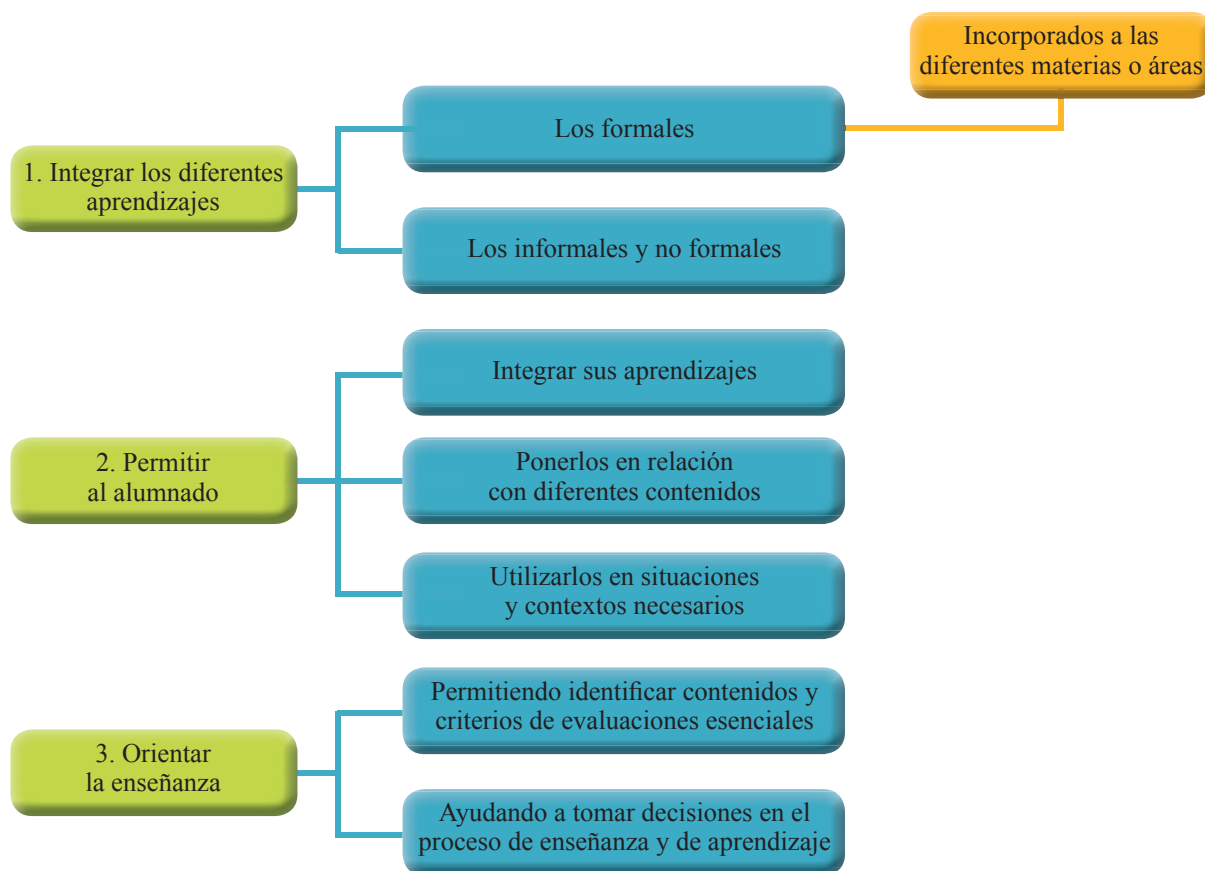 Incorporados a las
diferentes materias o áreas
Los formales
1. Integrar los diferentes
aprendizajes
Los informales y no formales
Integrar sus aprendizajes
2. Permitir
al alumnado
Ponerlos en relación
con diferentes contenidos
Utilizarlos en situaciones
y contextos necesarios
Permitiendo identificar contenidos y
criterios de evaluaciones esenciales
3. Orientar
la enseñanza
Ayudando a tomar decisiones en el
proceso de enseñanza y de aprendizaje